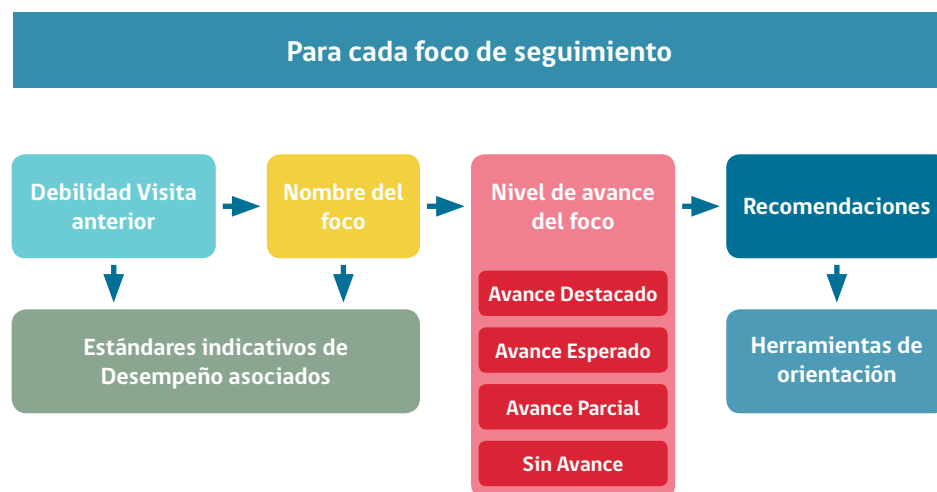 Para cada foco de seguimiento
Debilidad Visita
anterior
Nombre del
foco
Nivel de avance
del foco
Recomendaciones
Avance Destacado
Avance Esperado
Avance Parcial
Sin Avance
Estándares indicativos de
Desempeño asociados
Herramientas de
orientación